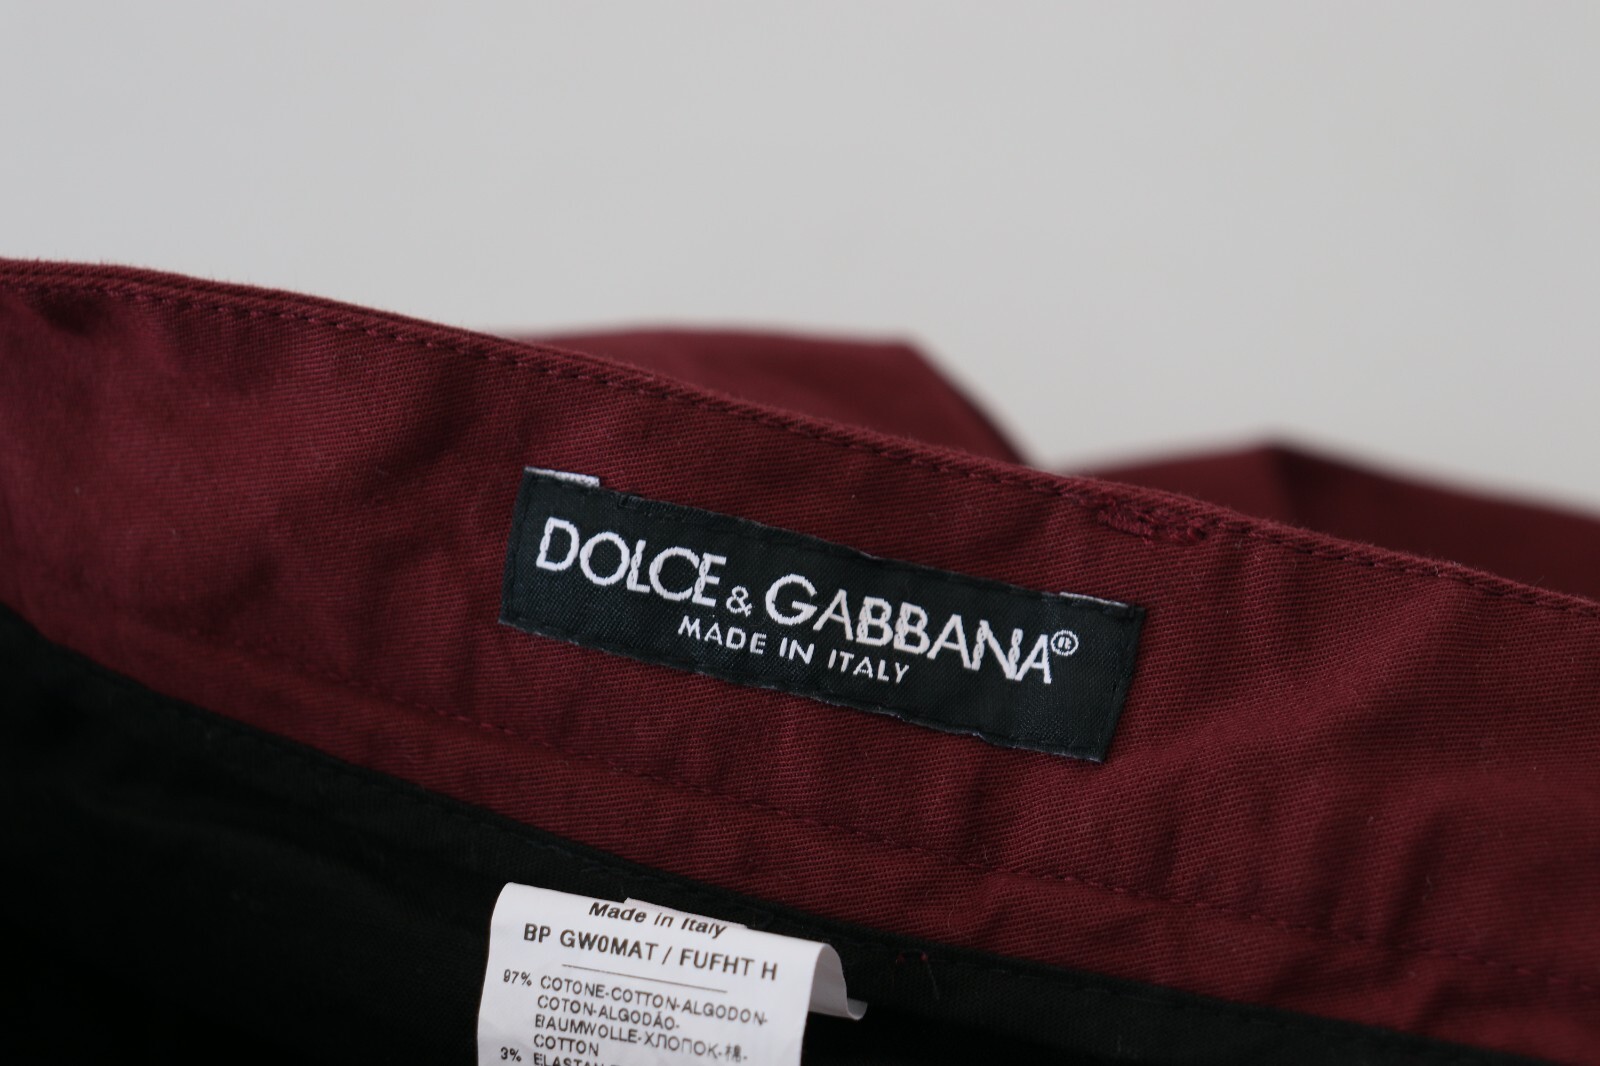 DOLCE & GABBANA®
MADE IN ITALY
Made in Italy
BP GW0MAT / FUFHT H
97% COTONE-COTTON-ALGODON-
COTON-ALGODÃO-
BAUMWOLLE-ХЛОПОК-棉-
COTTON
3%